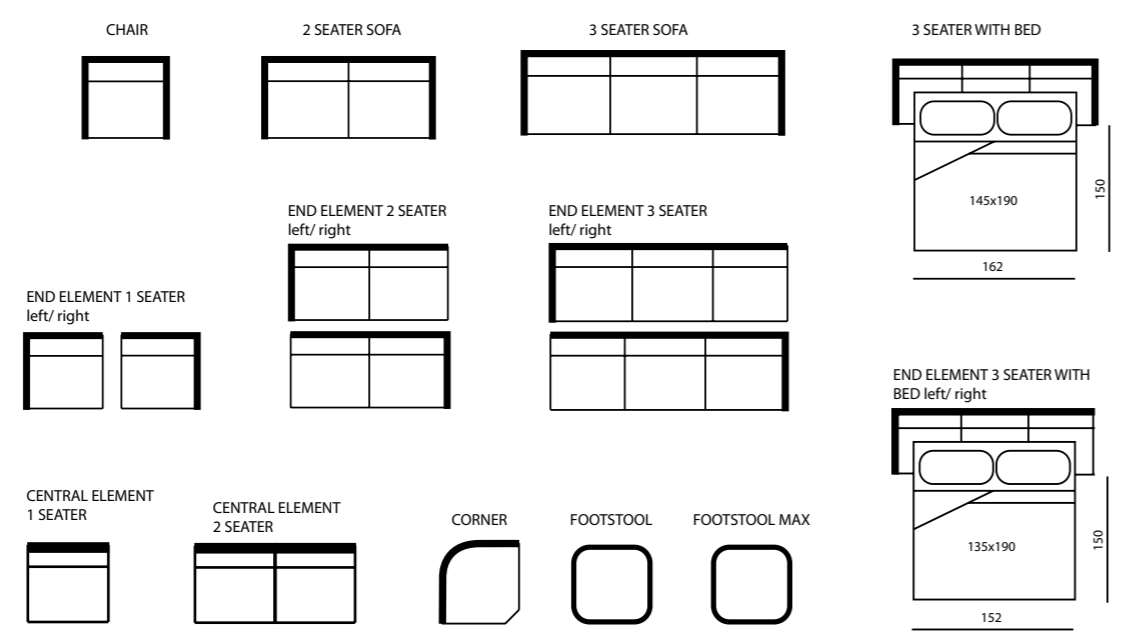 CHAIR
2 SEATER SOFA
3 SEATER SOFA
3 SEATER WITH BED
145x190
150
162
END ELEMENT 2 SEATER
left/ right
END ELEMENT 3 SEATER
left/ right
END ELEMENT 1 SEATER
left/ right
END ELEMENT 3 SEATER WITH
BED left/ right
135x190
150
152
CENTRAL ELEMENT
1 SEATER
CENTRAL ELEMENT
2 SEATER
CORNER
FOOTSTOOL
FOOTSTOOL MAX